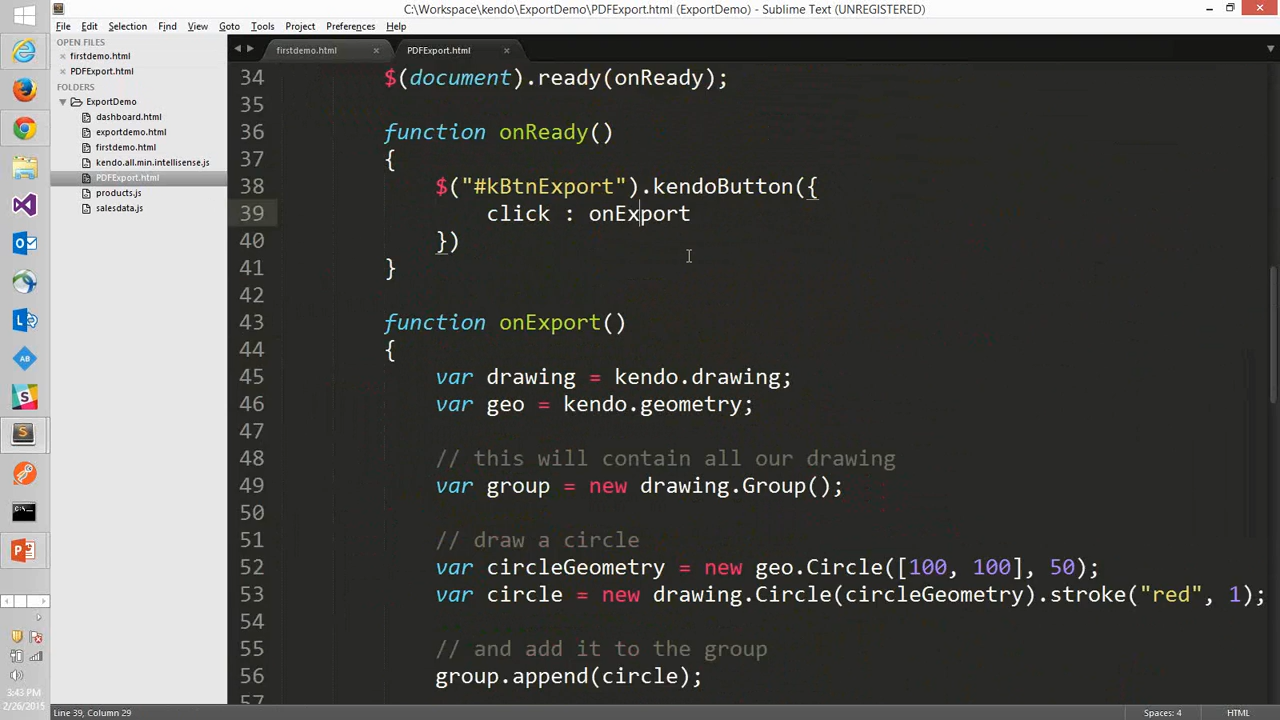 C:\Workspace\kendo\ExportDemo\PDFExport.html (ExportDemo) - Sublime Text (UNREGISTERED)
File Edit Selection Find View Goto Tools Project Preferences Help
OPEN FILES
× firstdemo.html
× PDFExport.html
FOLDERS
ExportDemo
dashboard.html
exportdemo.html
firstdemo.html
kendo.all.min.intellisense.js
PDFExport.html
products.js
salesdata.js
firstdemo.html × PDFExport.html ×
34 $(document).ready(onReady);
35
36 function onReady()
37 {
38 $("#kBtnExport").kendoButton({
39 click : onExport
40 })
41 }
42
43 function onExport()
44 {
45 var drawing = kendo.drawing;
46 var geo = kendo.geometry;
47
48 // this will contain all our drawing
49 var group = new drawing.Group();
50
51 // draw a circle
52 var circleGeometry = new geo.Circle([100, 100], 50);
53 var circle = new drawing.Circle(circleGeometry).stroke("red", 1);
54
55 // and add it to the group
56 group.append(circle);
57
3:43 PM
2/26/2015
Line 39, Column 29
Spaces: 4
HTML